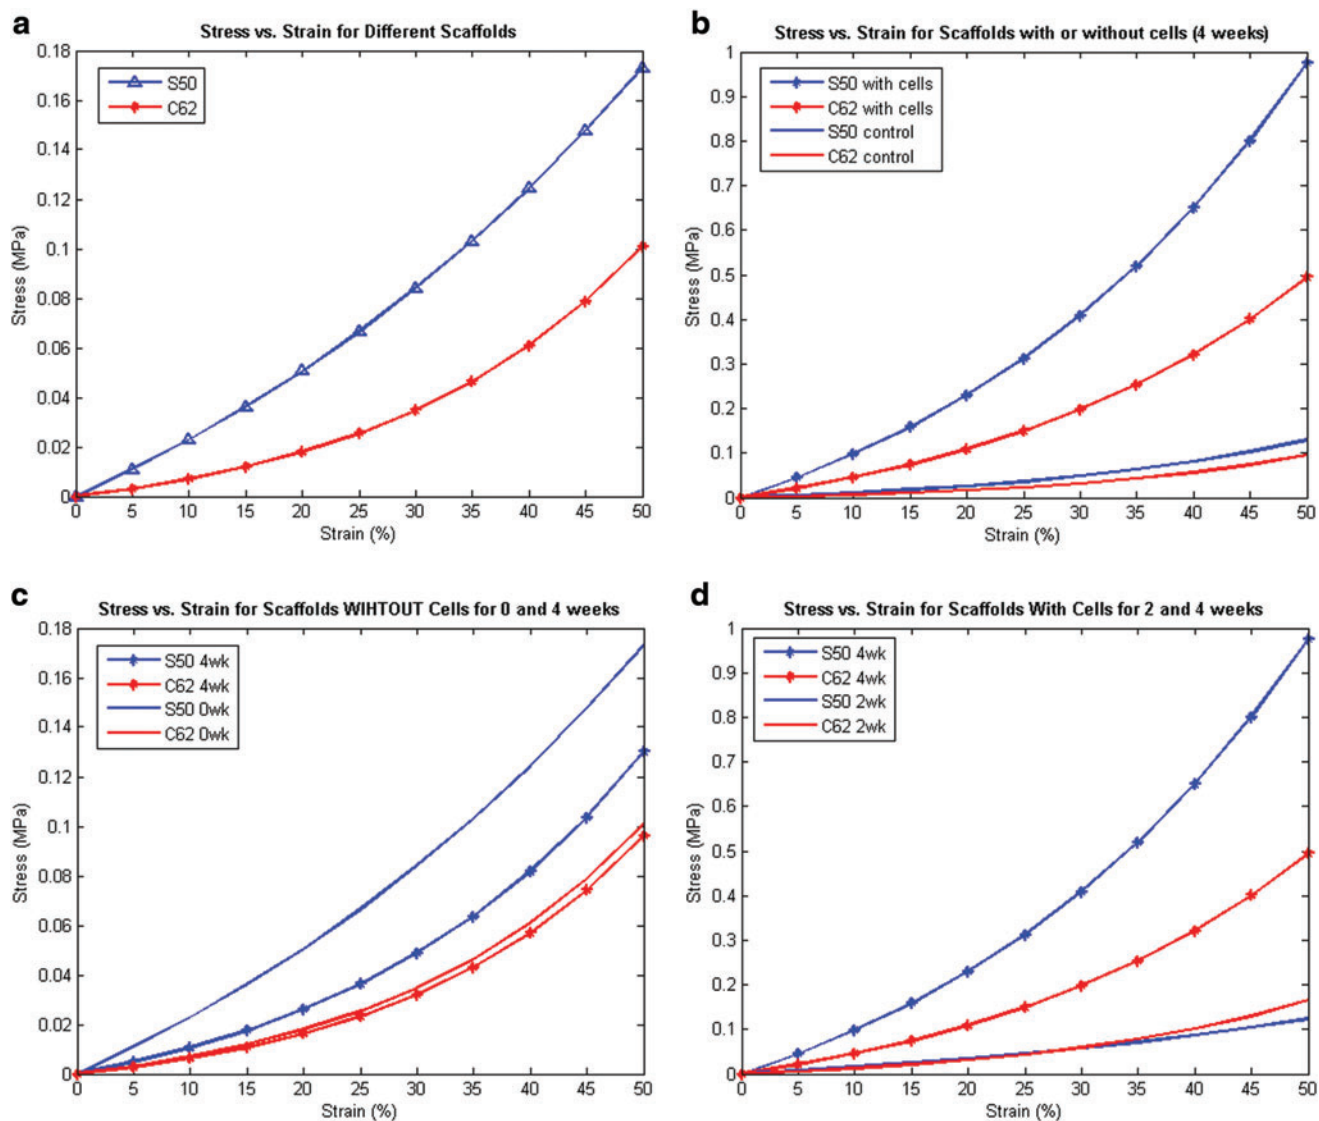 a
Stress vs. Strain for Different Scaffolds
S50
C62
0.18
0.16
0.14
0.12
0.1
0.08
0.06
0.04
0.02
0
Stress (MPa)
0 5 10 15 20 25 30 35 40 45 50
Strain (%)
b
Stress vs. Strain for Scaffolds with or without cells (4 weeks)
S50 with cells
C62 with cells
S50 control
C62 control
1
0.9
0.8
0.7
0.6
0.5
0.4
0.3
0.2
0.1
0
Stress (MPa)
0 5 10 15 20 25 30 35 40 45 50
Strain (%)
c
Stress vs. Strain for Scaffolds WIHTOUT Cells for 0 and 4 weeks
S50 4wk
C62 4wk
S50 0wk
C62 0wk
0.18
0.16
0.14
0.12
0.1
0.08
0.06
0.04
0.02
0
Stress (MPa)
0 5 10 15 20 25 30 35 40 45 50
Strain (%)
d
Stress vs. Strain for Scaffolds With Cells for 2 and 4 weeks
S50 4wk
C62 4wk
S50 2wk
C62 2wk
1
0.9
0.8
0.7
0.6
0.5
0.4
0.3
0.2
0.1
0
Stress (MPa)
0 5 10 15 20 25 30 35 40 45 50
Strain (%)